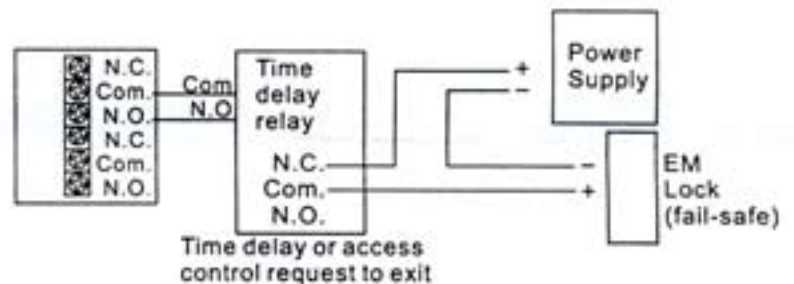 N.C.
Com.
N.O.
N.C.
Com.
N.O.
Com
N.O
Time
delay
relay
N.C.
Com.
N.O.
Time delay or access
control request to exit
+
–
Power
Supply
–
+
EM
Lock
(fail-safe)